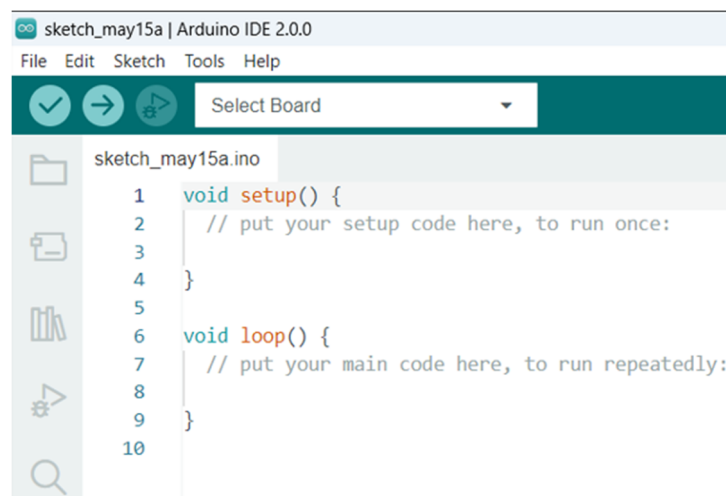 sketch_may15a | Arduino IDE 2.0.0
File Edit Sketch Tools Help
Select Board
sketch_may15a.ino
1 void setup() {
2 // put your setup code here, to run once:
3
4 }
5
6 void loop() {
7 // put your main code here, to run repeatedly:
8
9 }
10